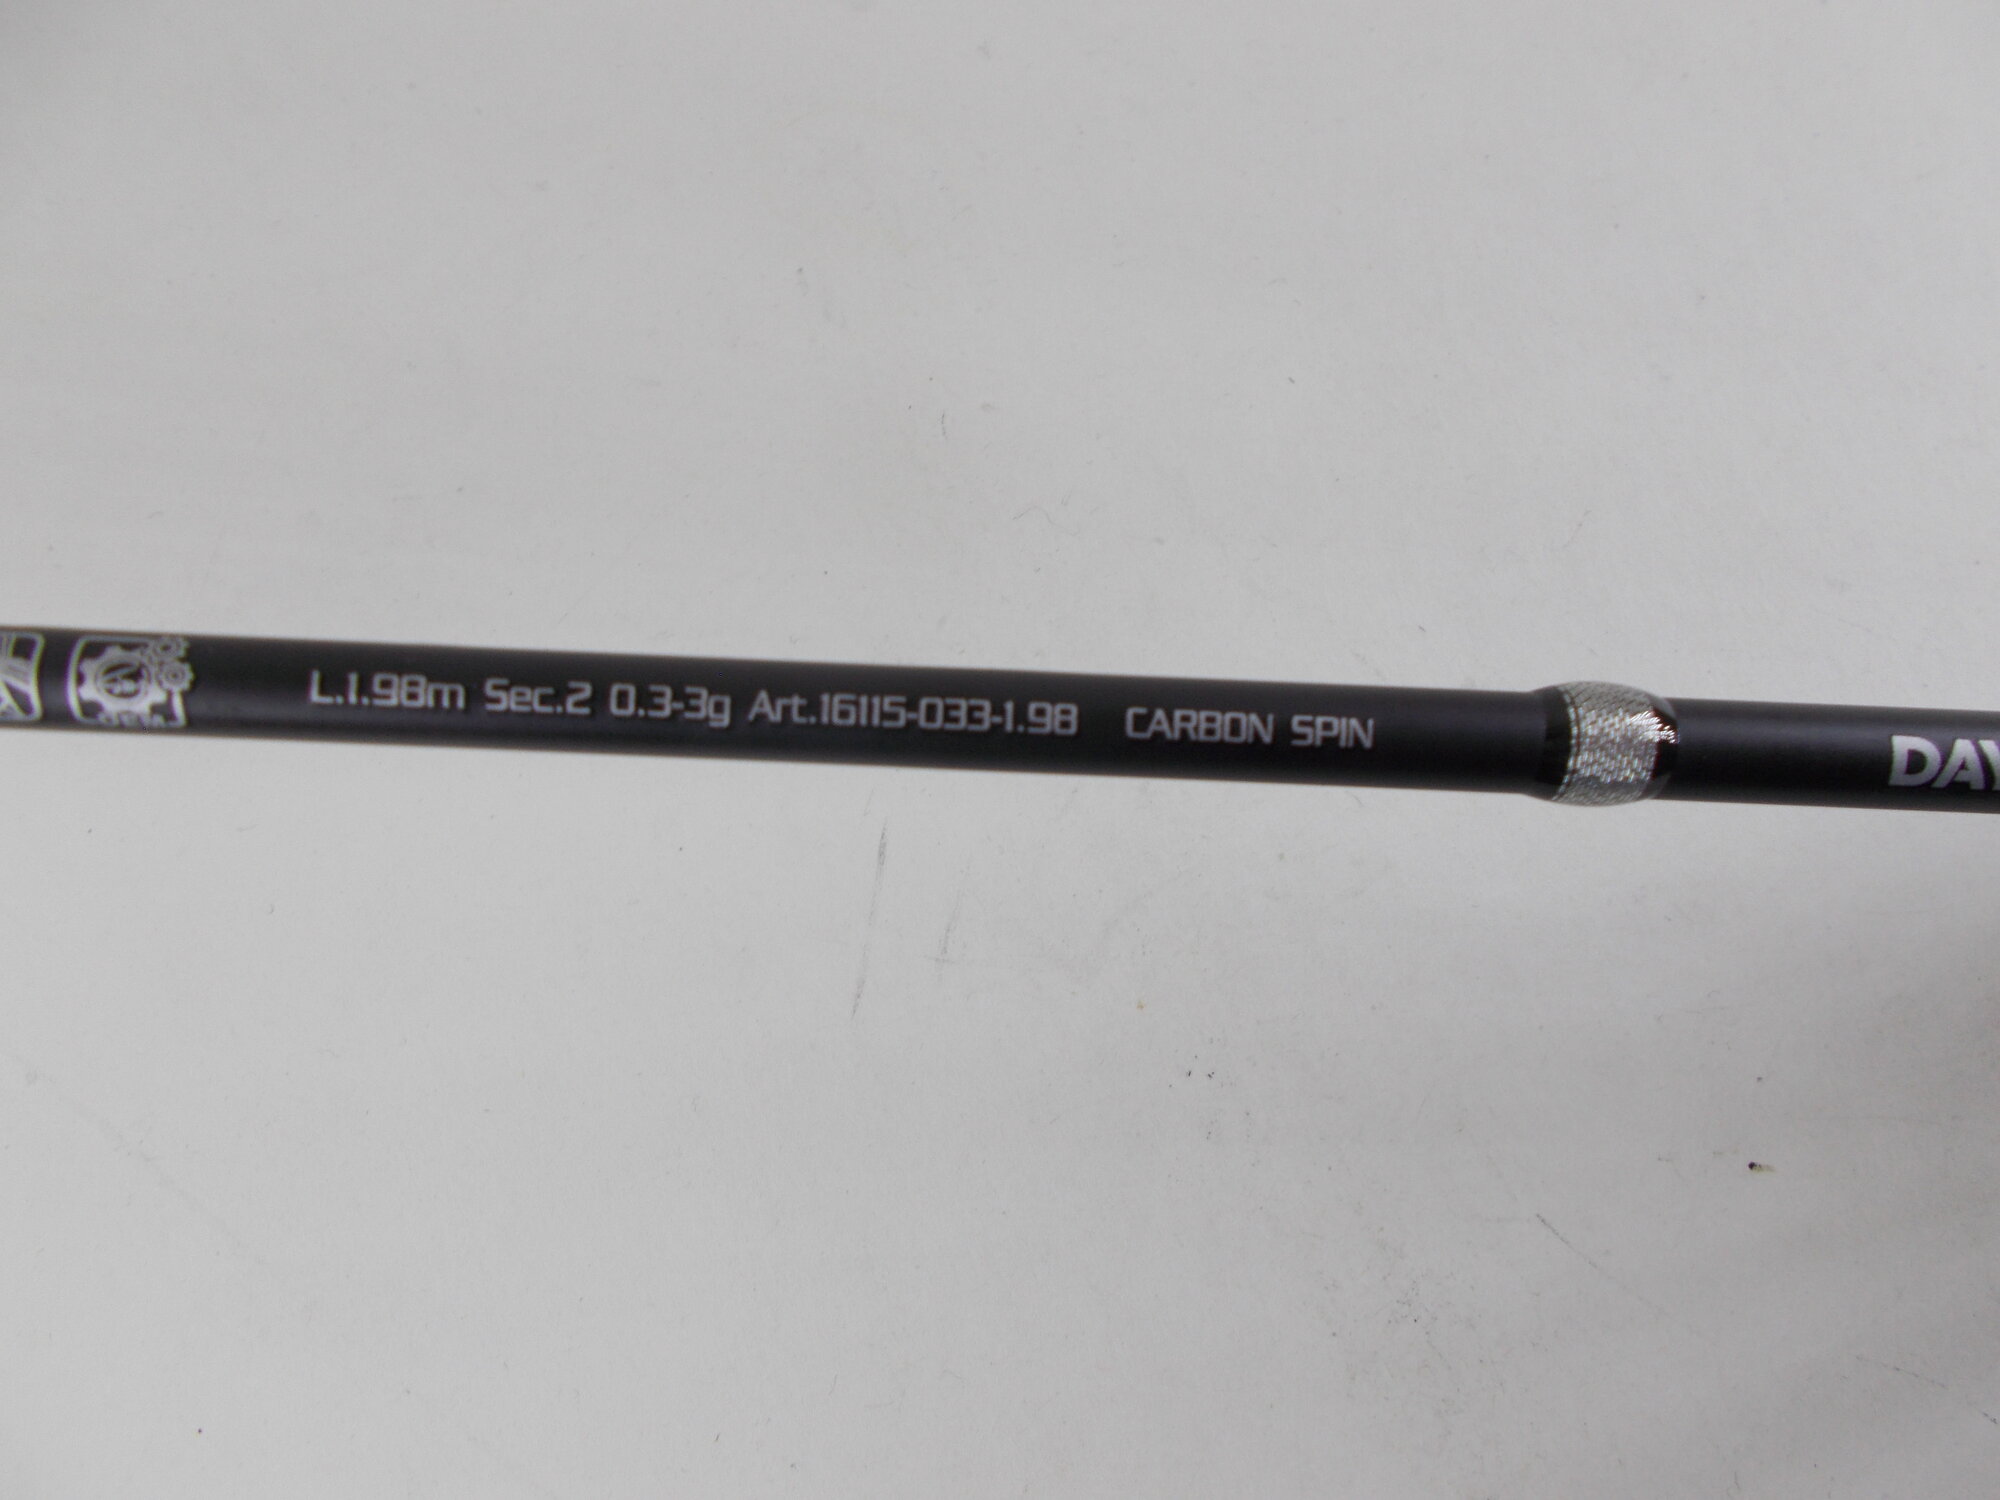 L.1.98m Sec.2 0.3-3g Art.16115-033-1.98 CARBON SPIN